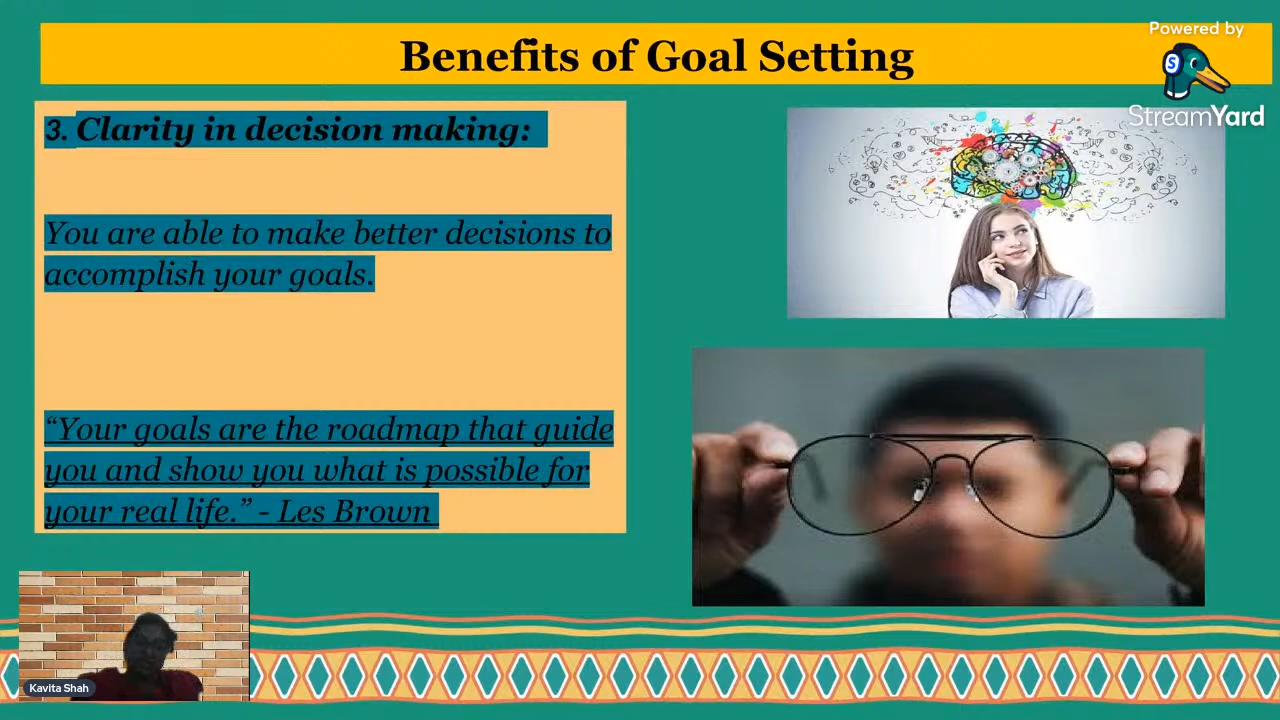 Benefits of Goal Setting
Powered by
S
StreamYard
3. Clarity in decision making:
You are able to make better decisions to
accomplish your goals.
“Your goals are the roadmap that guide
you and show you what is possible for
your real life.” - Les Brown
Kavita Shah